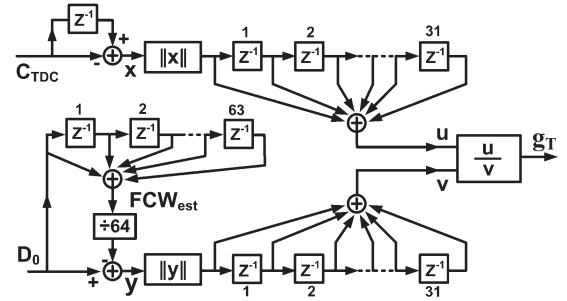 Z-1
+
C_TDC
-
+
x
||x||
1 2 31
Z-1 Z-1 Z-1
+
1 2 63
Z-1 Z-1 Z-1
+
FCW_est
÷64
u
v
u
v
g_T
+
D_0
+
-
+
y
||y||
Z-1 Z-1 Z-1
1 2 31